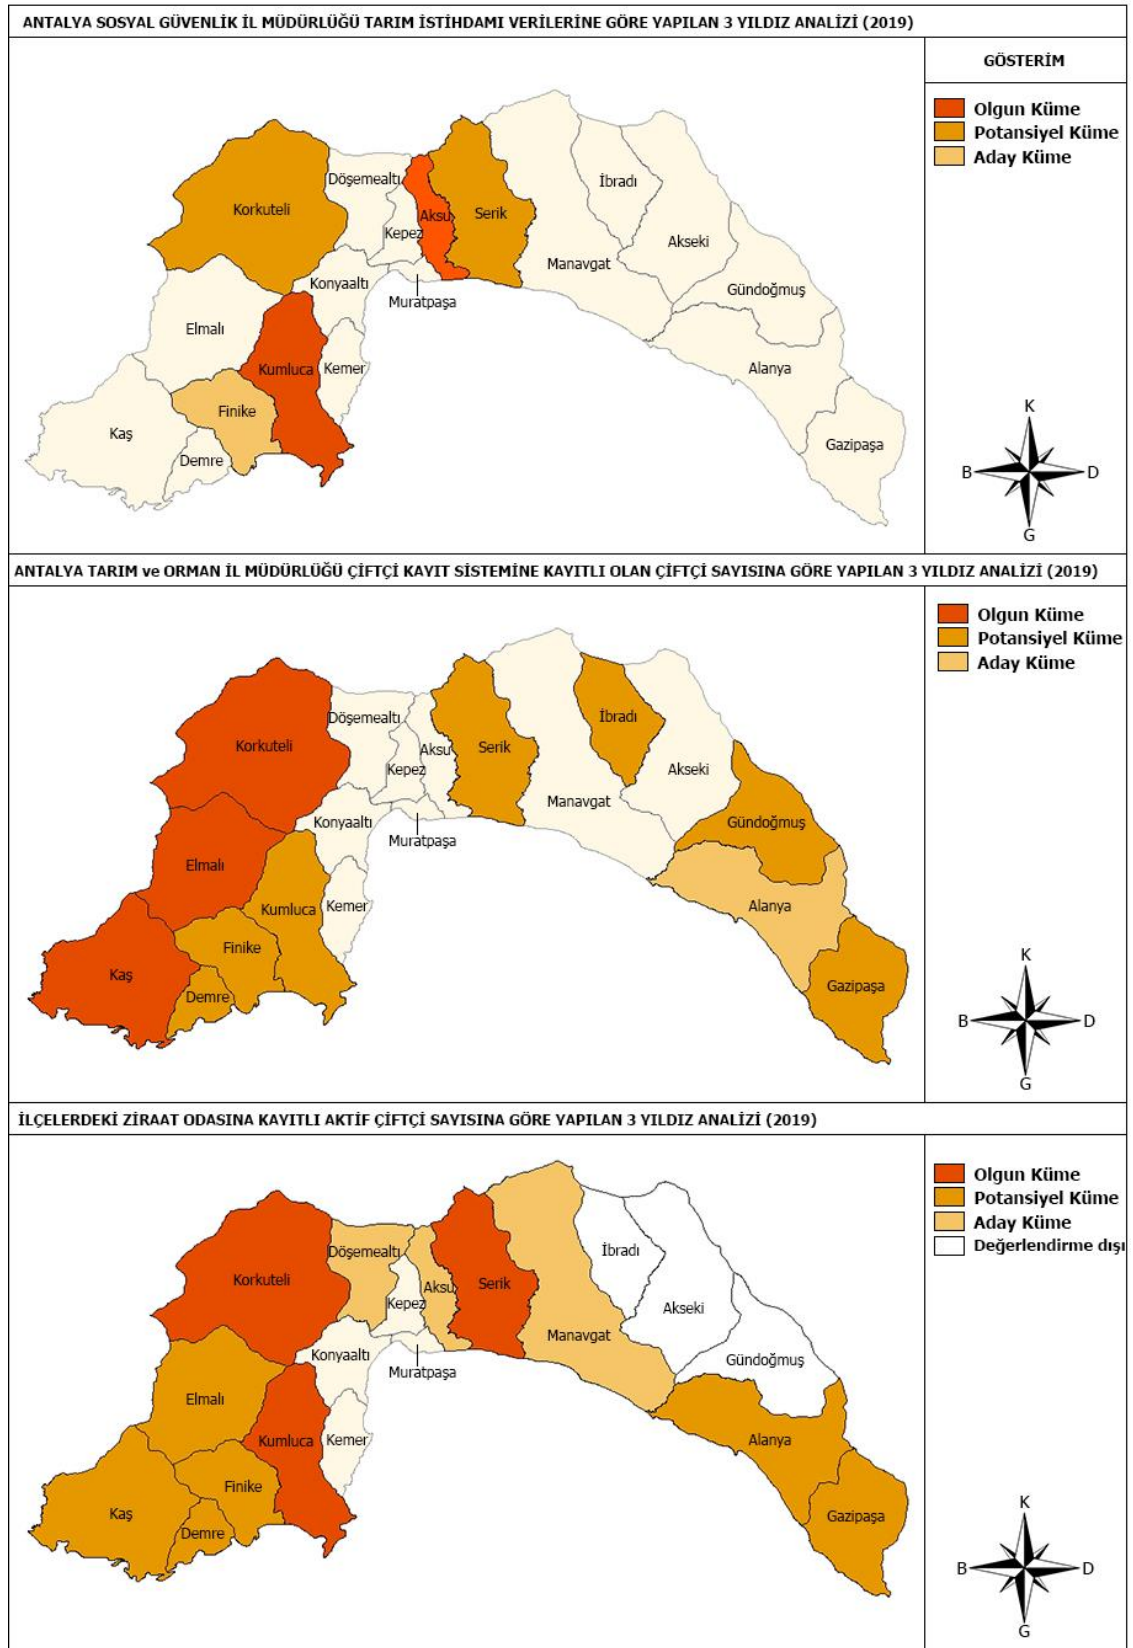 ANTALYA SOSYAL GÜVENLİK İL MÜDÜRLÜĞÜ TARIM İSTİHDAMI VERİLERİNE GÖRE YAPILAN 3 YILDIZ ANALİZİ (2019)
GÖSTERİM
Olgun Küme
Potansiyel Küme
Aday Küme
Döşemealtı
İbradı
Korkuteli
Aksu
Serik
Kepez
Akseki
Manavgat
Konyaaltı
Gündoğmuş
Muratpaşa
Elmalı
Kumluca
Kemer
Alanya
Finike
Kaş
Gazipaşa
Demre
K
B
D
G
ANTALYA TARIM ve ORMAN İL MÜDÜRLÜĞÜ ÇİFTÇİ KAYIT SİSTEMİNE KAYITLI OLAN ÇİFTÇİ SAYISINA GÖRE YAPILAN 3 YILDIZ ANALİZİ (2019)
Olgun Küme
Potansiyel Küme
Aday Küme
Döşemealtı
İbradı
Korkuteli
Aksu
Serik
Kepez
Akseki
Manavgat
Konyaaltı
Gündoğmuş
Muratpaşa
Elmalı
Kumluca
Kemer
Alanya
Finike
Kaş
Gazipaşa
Demre
K
B
D
G
İLÇELERDEKİ ZİRAAT ODASINA KAYITLI AKTİF ÇİFTÇİ SAYISINA GÖRE YAPILAN 3 YILDIZ ANALİZİ (2019)
Olgun Küme
Potansiyel Küme
Aday Küme
Değerlendirme dışı
Döşemealtı
İbradı
Korkuteli
Aksu
Serik
Kepez
Akseki
Manavgat
Konyaaltı
Gündoğmuş
Muratpaşa
Elmalı
Kumluca
Kemer
Alanya
Finike
Kaş
Gazipaşa
Demre
K
B
D
G